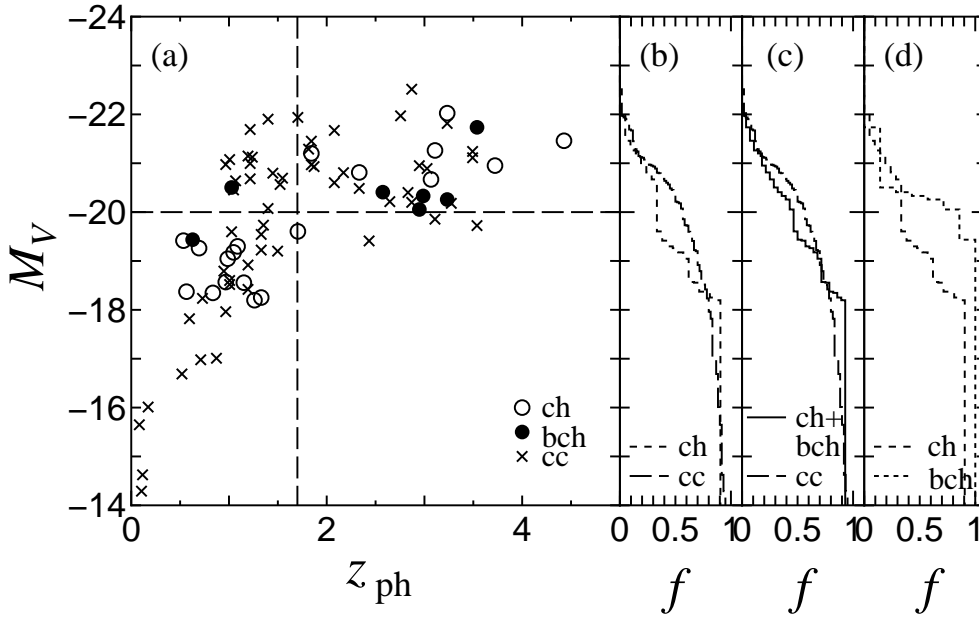 −24
−22
−20
−18
−16
−14
M_V
(a)
(b)
(c)
(d)
ch
bch
cc
ch
cc
ch+
bch
cc
ch
bch
0
2
4
z_ph
0
0.5
1
0
0.5
1
0
0.5
1
f
f
f